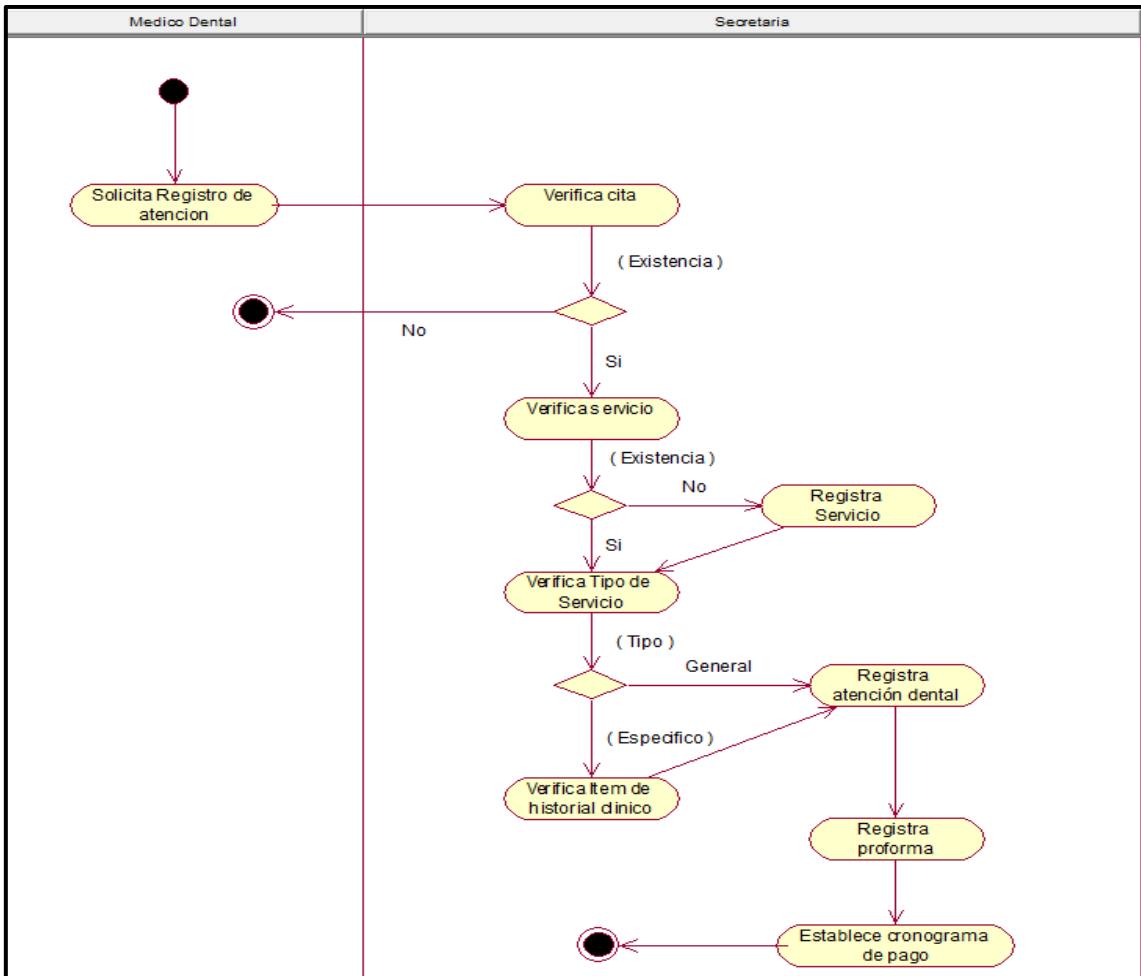 Medico Dental
Secretaria
Solicita Registro de
atencion
Verifica cita
( Existencia )
No
Si
Verifica servicio
( Existencia )
No
Registra
Servicio
Si
Verifica Tipo de
Servicio
( Tipo )
General
Registra
atención dental
( Especifico )
Verifica Item de
historial clinico
Registra
proforma
Establece cronograma
de pago